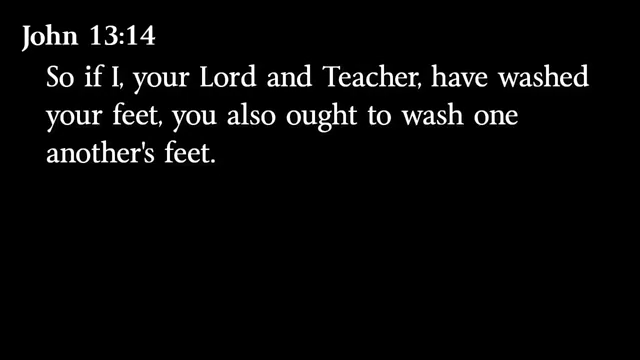 John 13:14
So if I, your Lord and Teacher, have washed
your feet, you also ought to wash one
another's feet.